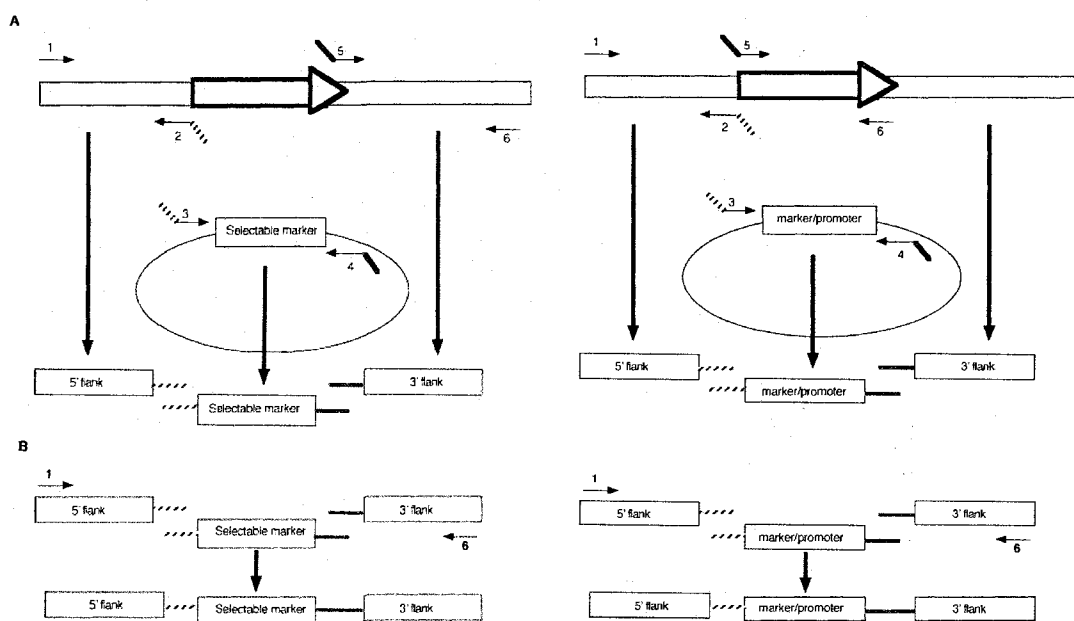 A
1
5
2
6
3
Selectable marker
4
5' flank
3' flank
Selectable marker
1
5
2
6
3
marker/promoter
4
5' flank
3' flank
marker/promoter
B
1
5' flank
3' flank
Selectable marker
6
5' flank
Selectable marker
3' flank
1
5' flank
3' flank
marker/promoter
6
5' flank
marker/promoter
3' flank